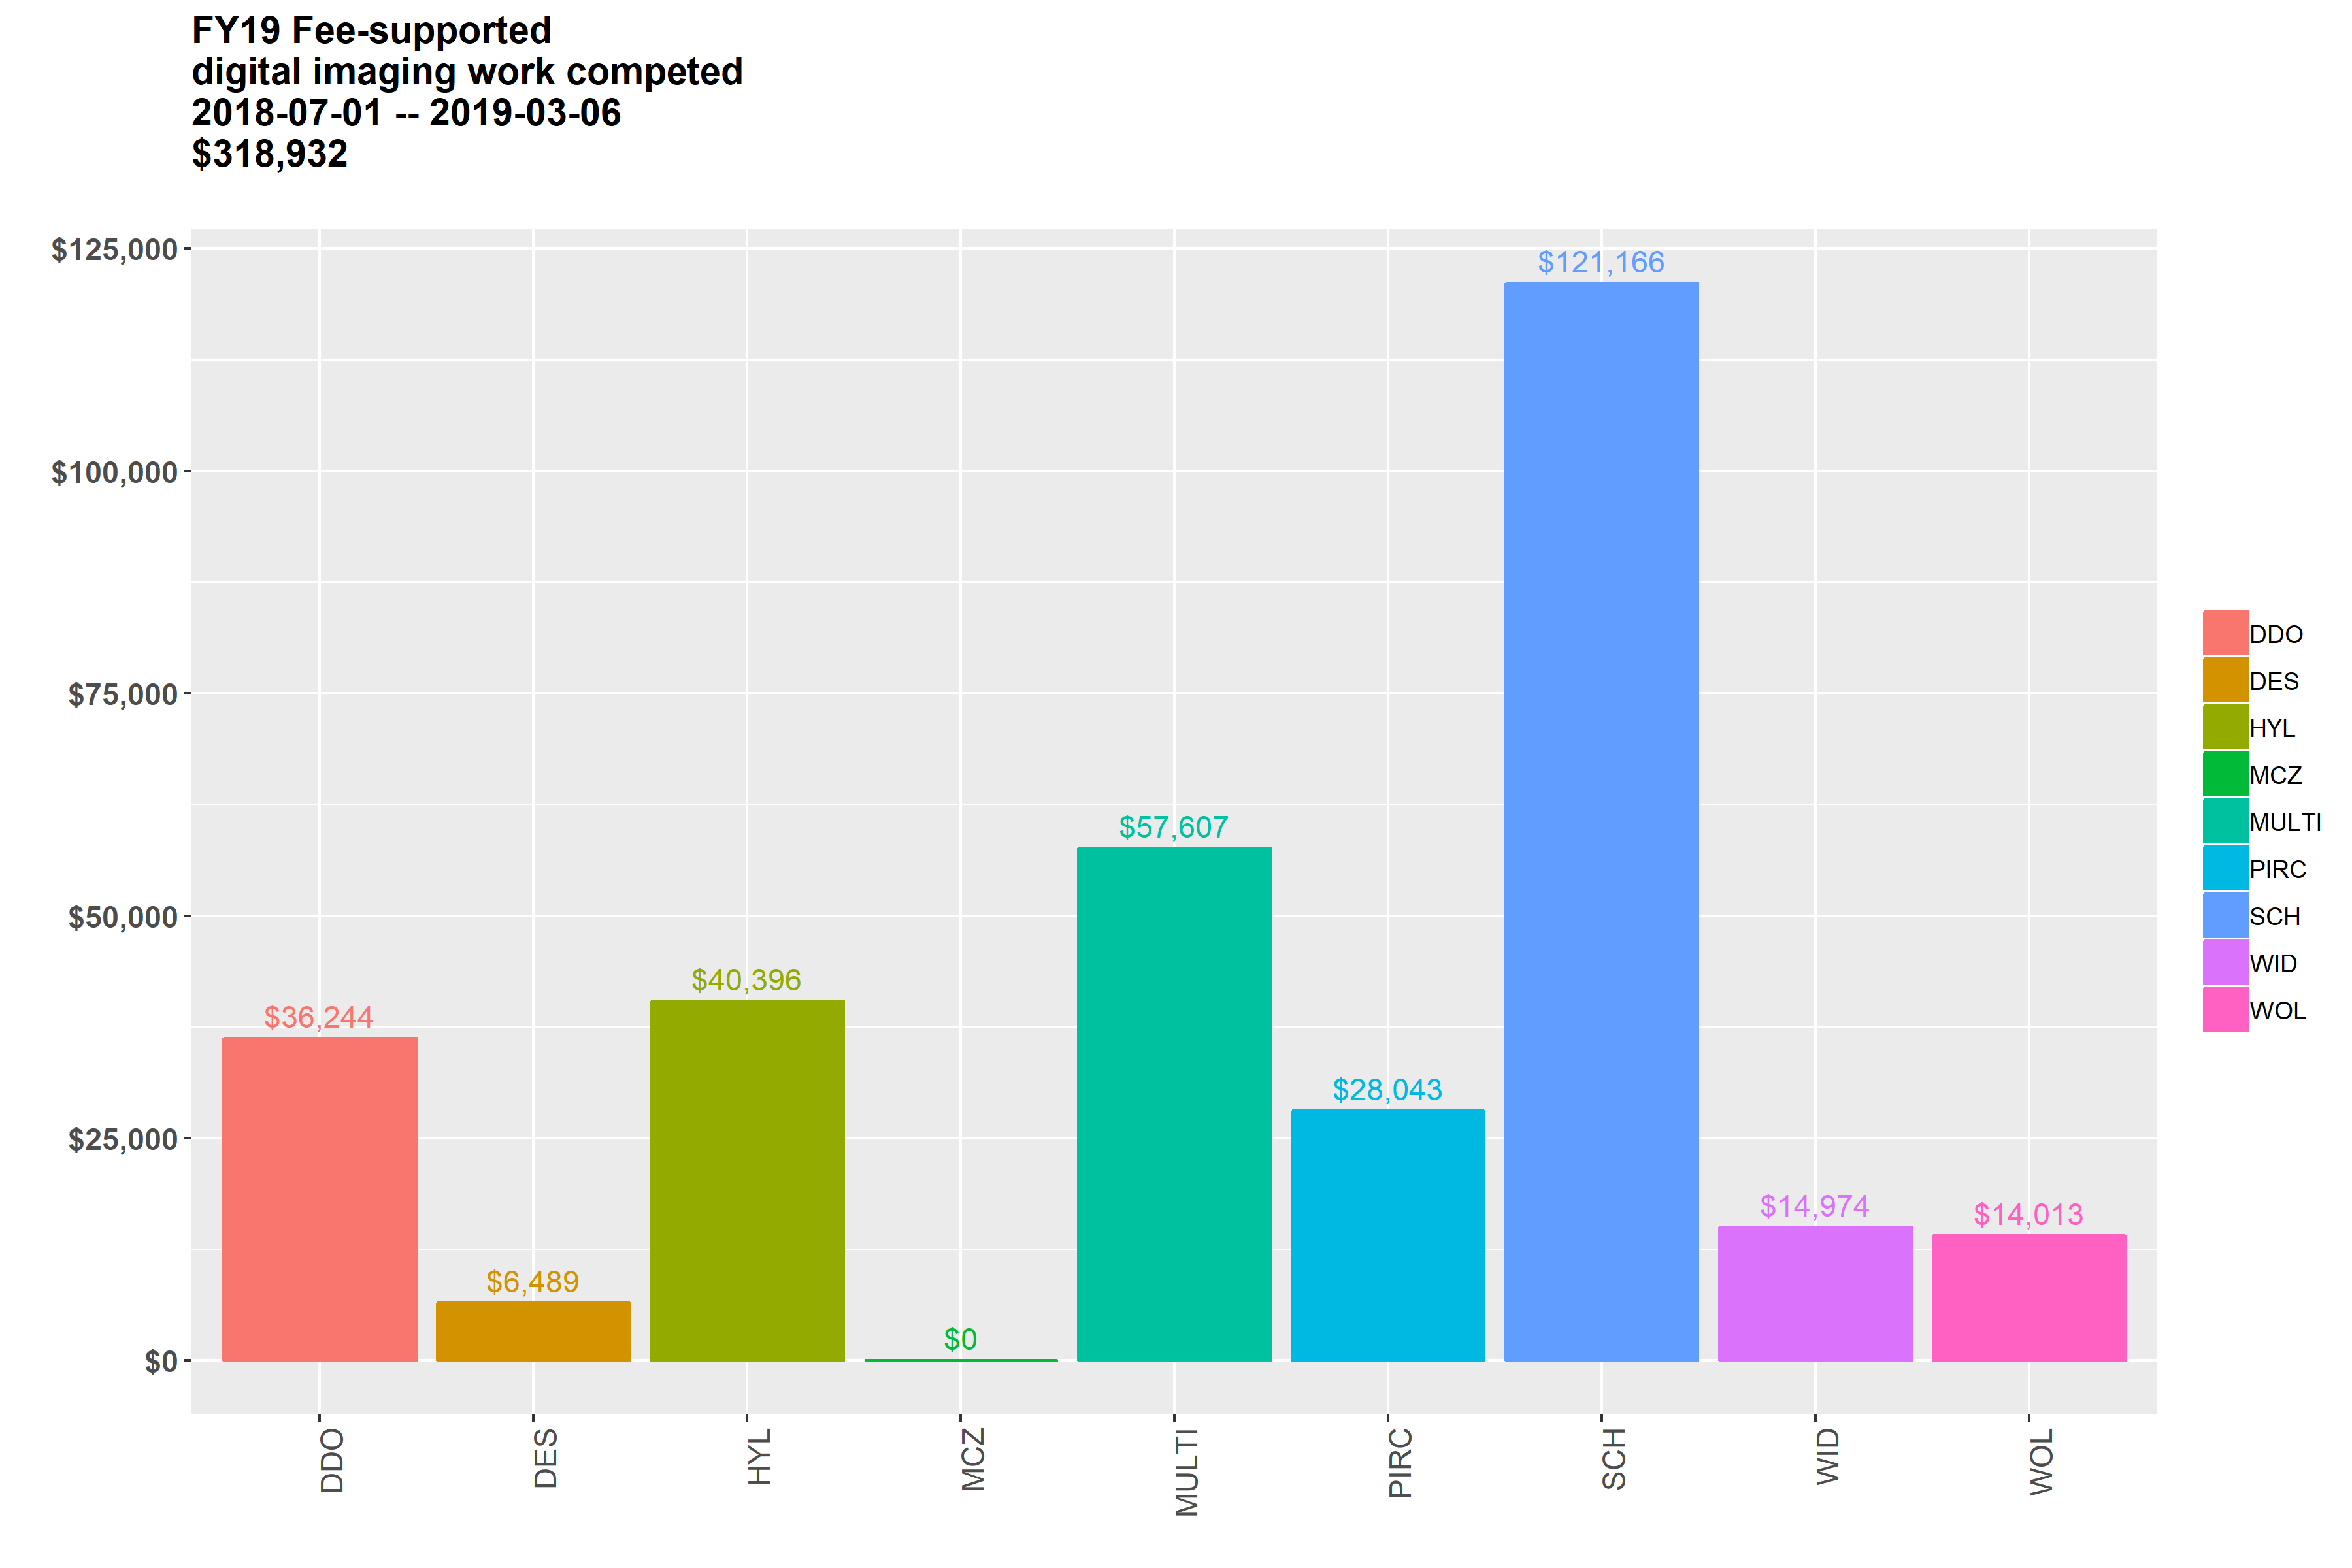 FY19 Fee-supported
digital imaging work competed
2018-07-01 -- 2019-03-06
$318,932
$125,000
$100,000
$75,000
$50,000
$25,000
$0
$36,244
$6,489
$40,396
$0
$57,607
$28,043
$121,166
$14,974
$14,013
DDO
DES
HYL
MCZ
MULTI
PIRC
SCH
WID
WOL
DDO
DES
HYL
MCZ
MULTI
PIRC
SCH
WID
WOL